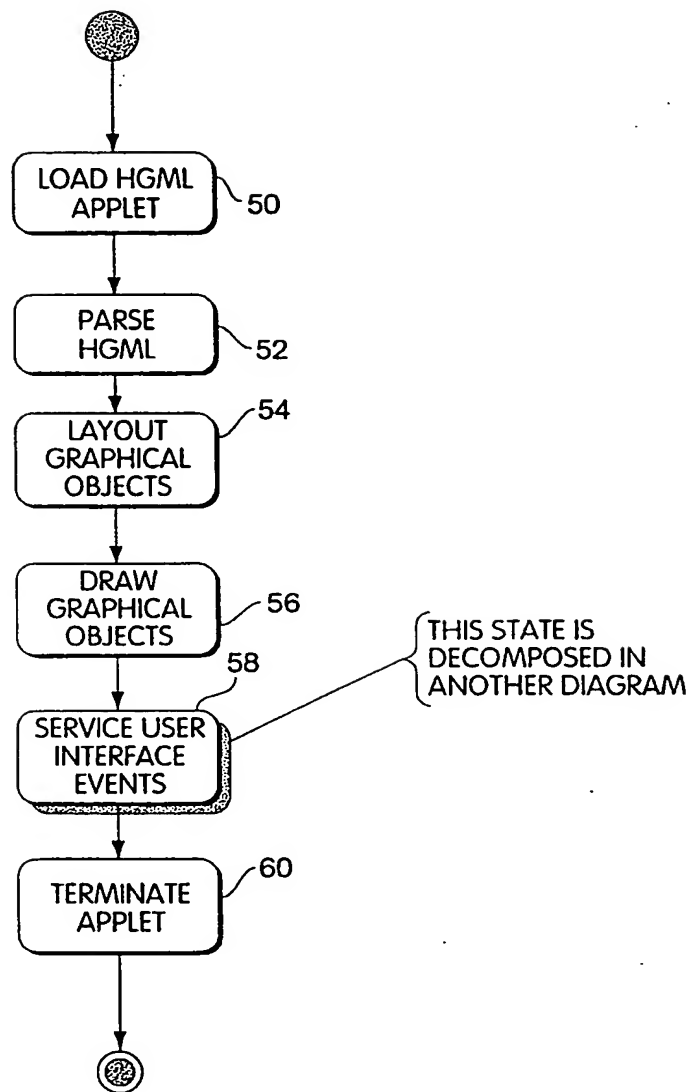 LOAD HGML
APPLET
50
PARSE
HGML
52
54
LAYOUT
GRAPHICAL
OBJECTS
DRAW
GRAPHICAL
OBJECTS
56
58
THIS STATE IS
DECOMPOSED IN
ANOTHER DIAGRAM
SERVICE USER
INTERFACE
EVENTS
60
TERMINATE
APPLET